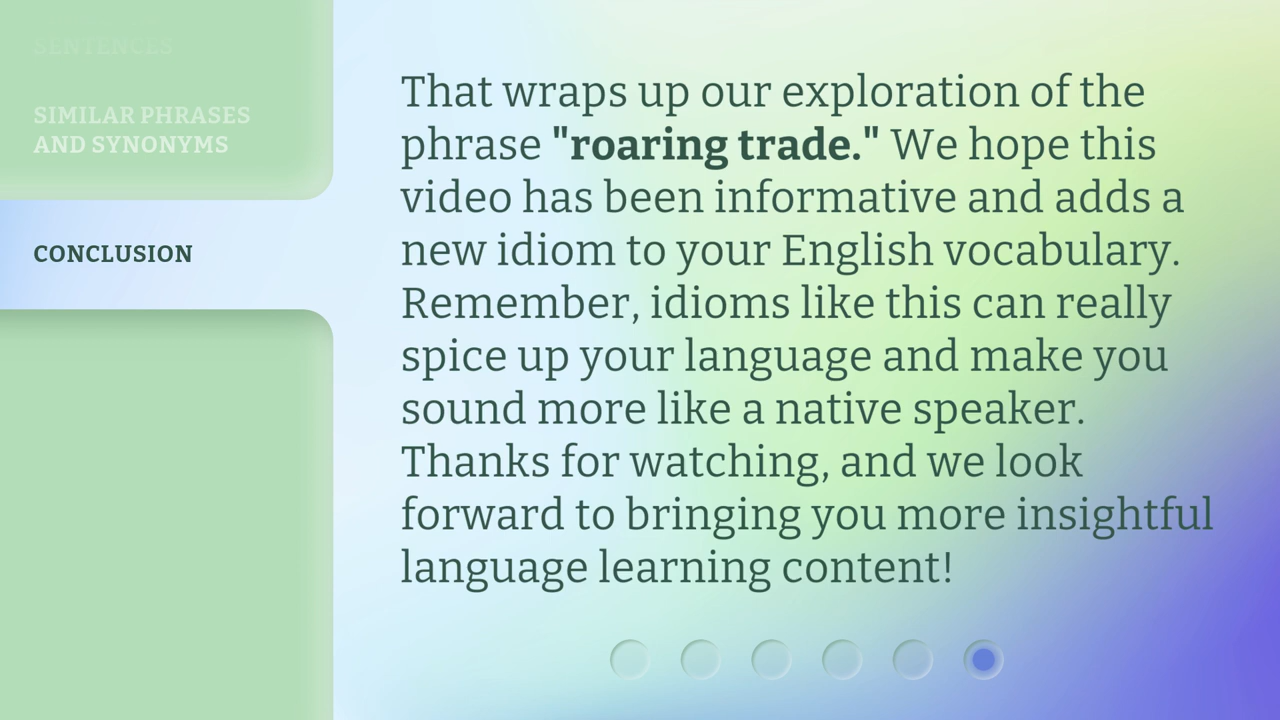 SENTENCES
SIMILAR PHRASES
AND SYNONYMS
CONCLUSION
That wraps up our exploration of the
phrase "roaring trade." We hope this
video has been informative and adds a
new idiom to your English vocabulary.
Remember, idioms like this can really
spice up your language and make you
sound more like a native speaker.
Thanks for watching, and we look
forward to bringing you more insightful
language learning content!